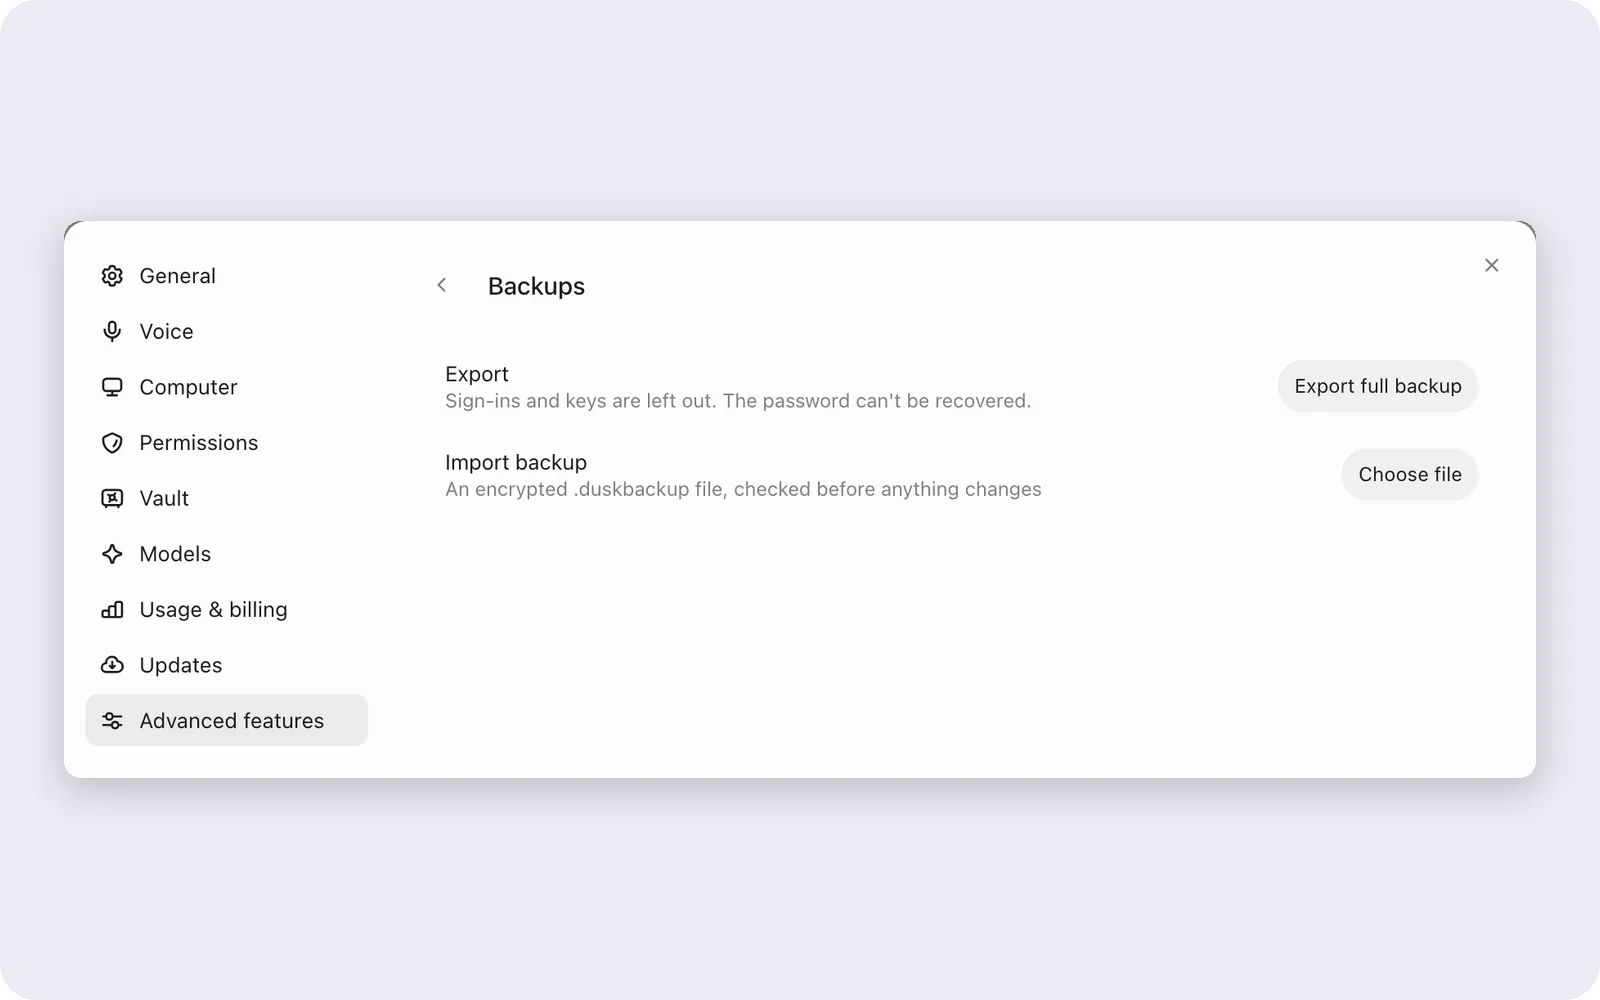 General
Voice
Computer
Permissions
Vault
Models
Usage & billing
Updates
Advanced features
Backups
Export
Sign-ins and keys are left out. The password can't be recovered.
Export full backup
Import backup
An encrypted .duskbackup file, checked before anything changes
Choose file